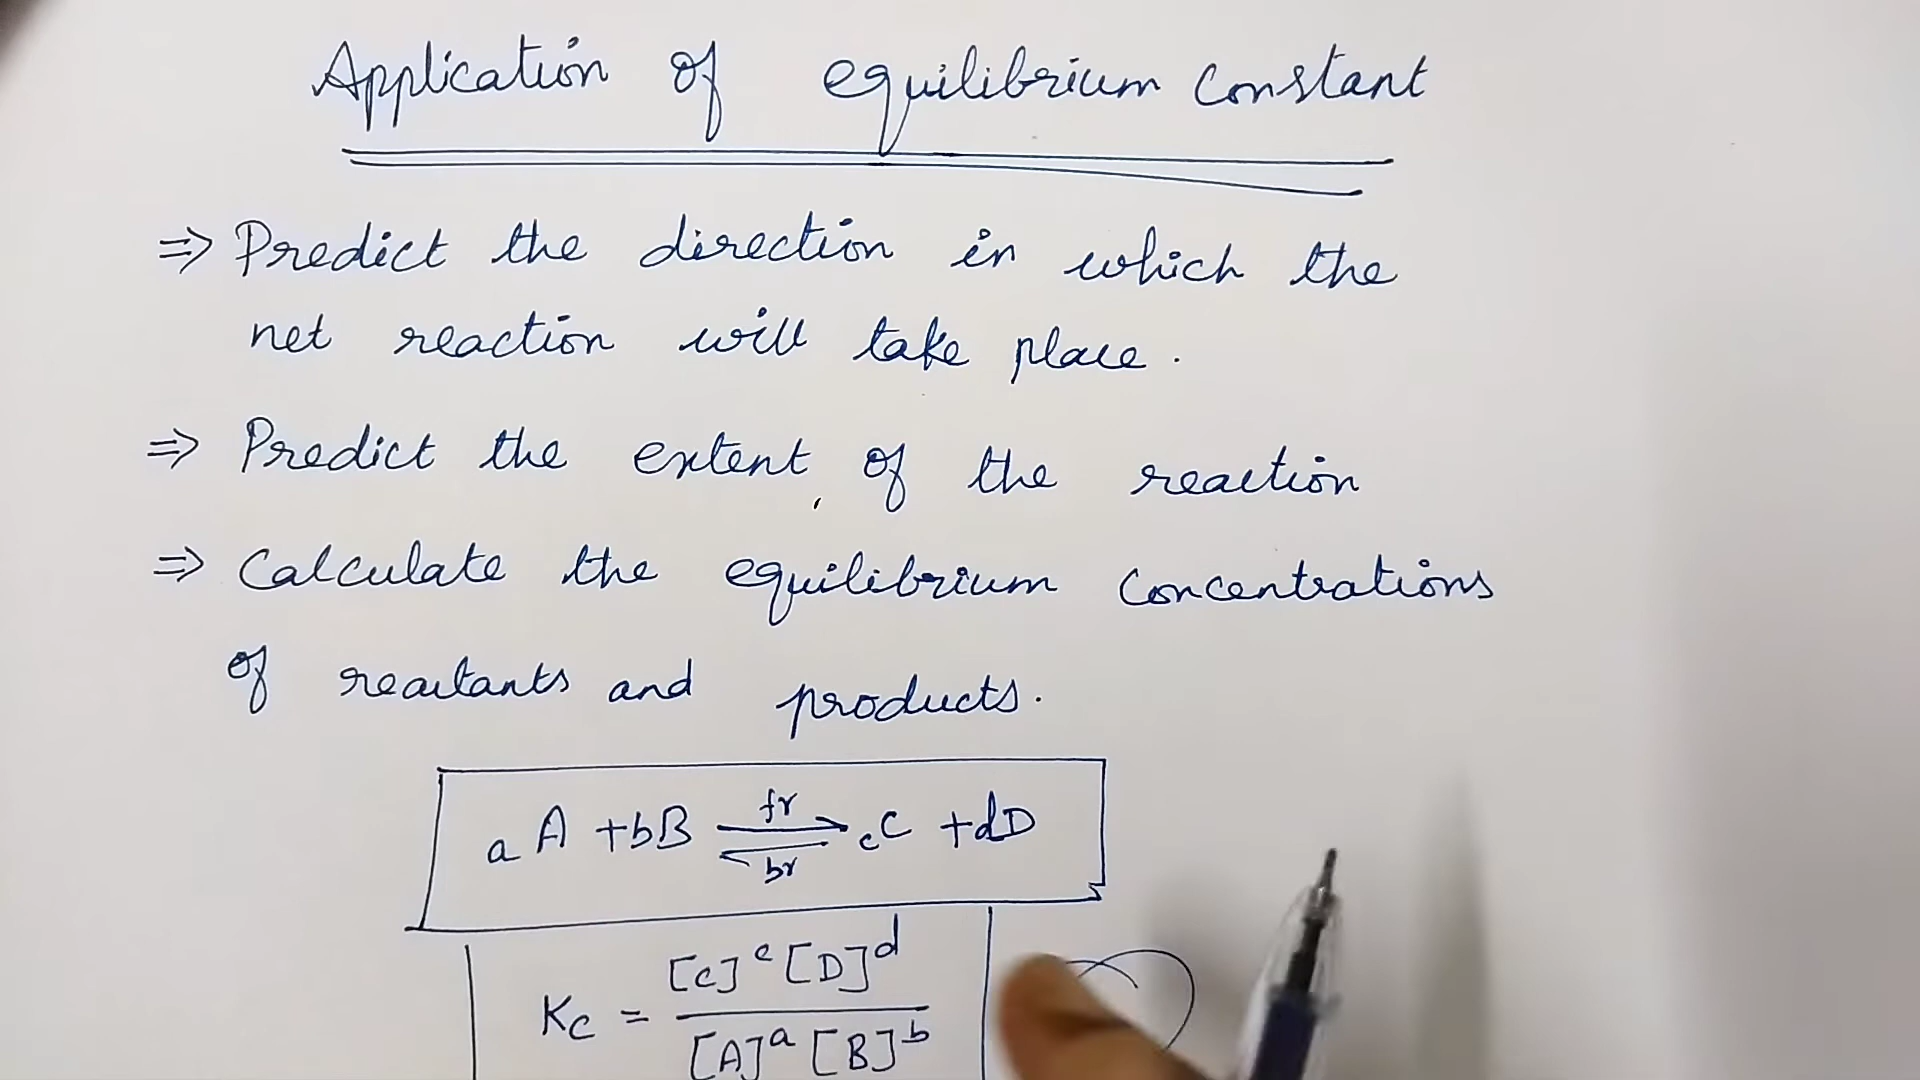 Application of equilibrium constant
⇒ Predict the direction in which the
net reaction will take place.
⇒ Predict the extent of the reaction
⇒ Calculate the equilibrium concentrations
of reactants and products.
fr
aA + bB ⇌ cC + dD
br
Kc = [C]^c [D]^d / [A]^a [B]^b